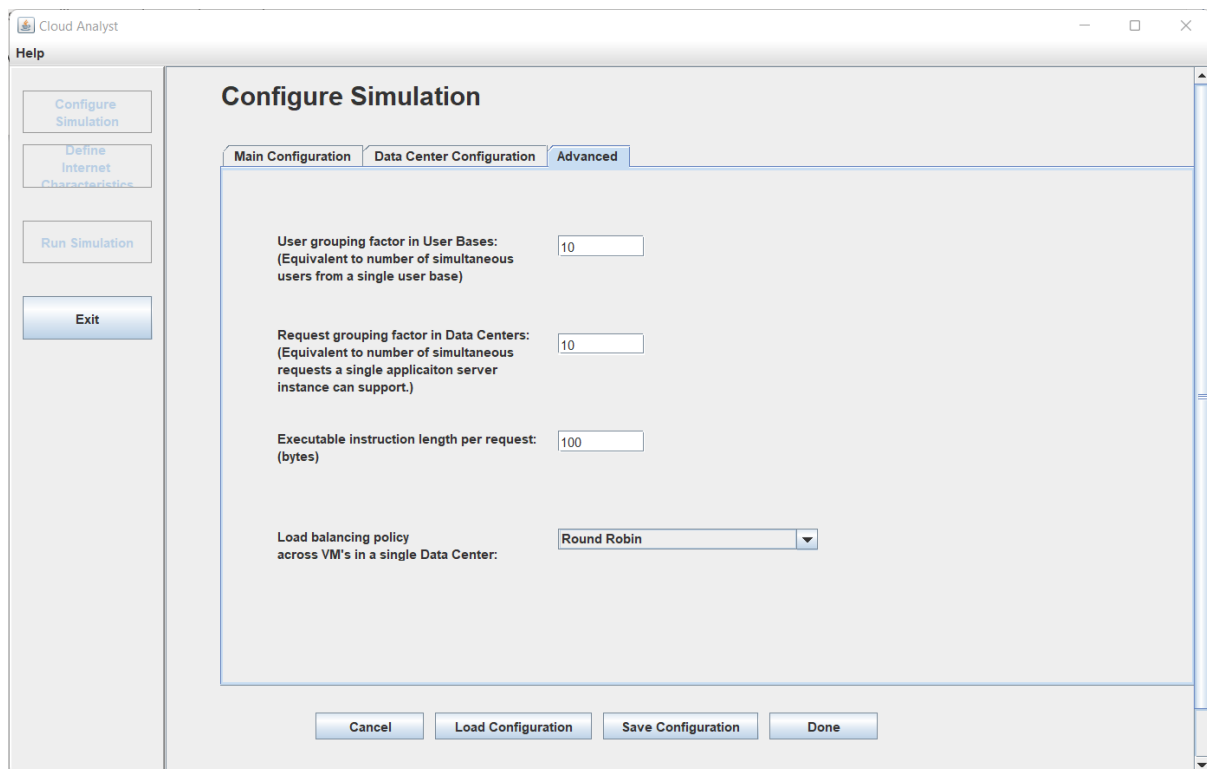 Cloud Analyst
Help
Configure
Simulation
Define
Internet
Characteristics
Run Simulation
Exit
Configure Simulation
Main Configuration
Data Center Configuration
Advanced
User grouping factor in User Bases:
(Equivalent to number of simultaneous
users from a single user base)
10
Request grouping factor in Data Centers:
(Equivalent to number of simultaneous
requests a single applicaiton server
instance can support.)
10
Executable instruction length per request:
(bytes)
100
Load balancing policy
across VM's in a single Data Center:
Round Robin
Cancel
Load Configuration
Save Configuration
Done